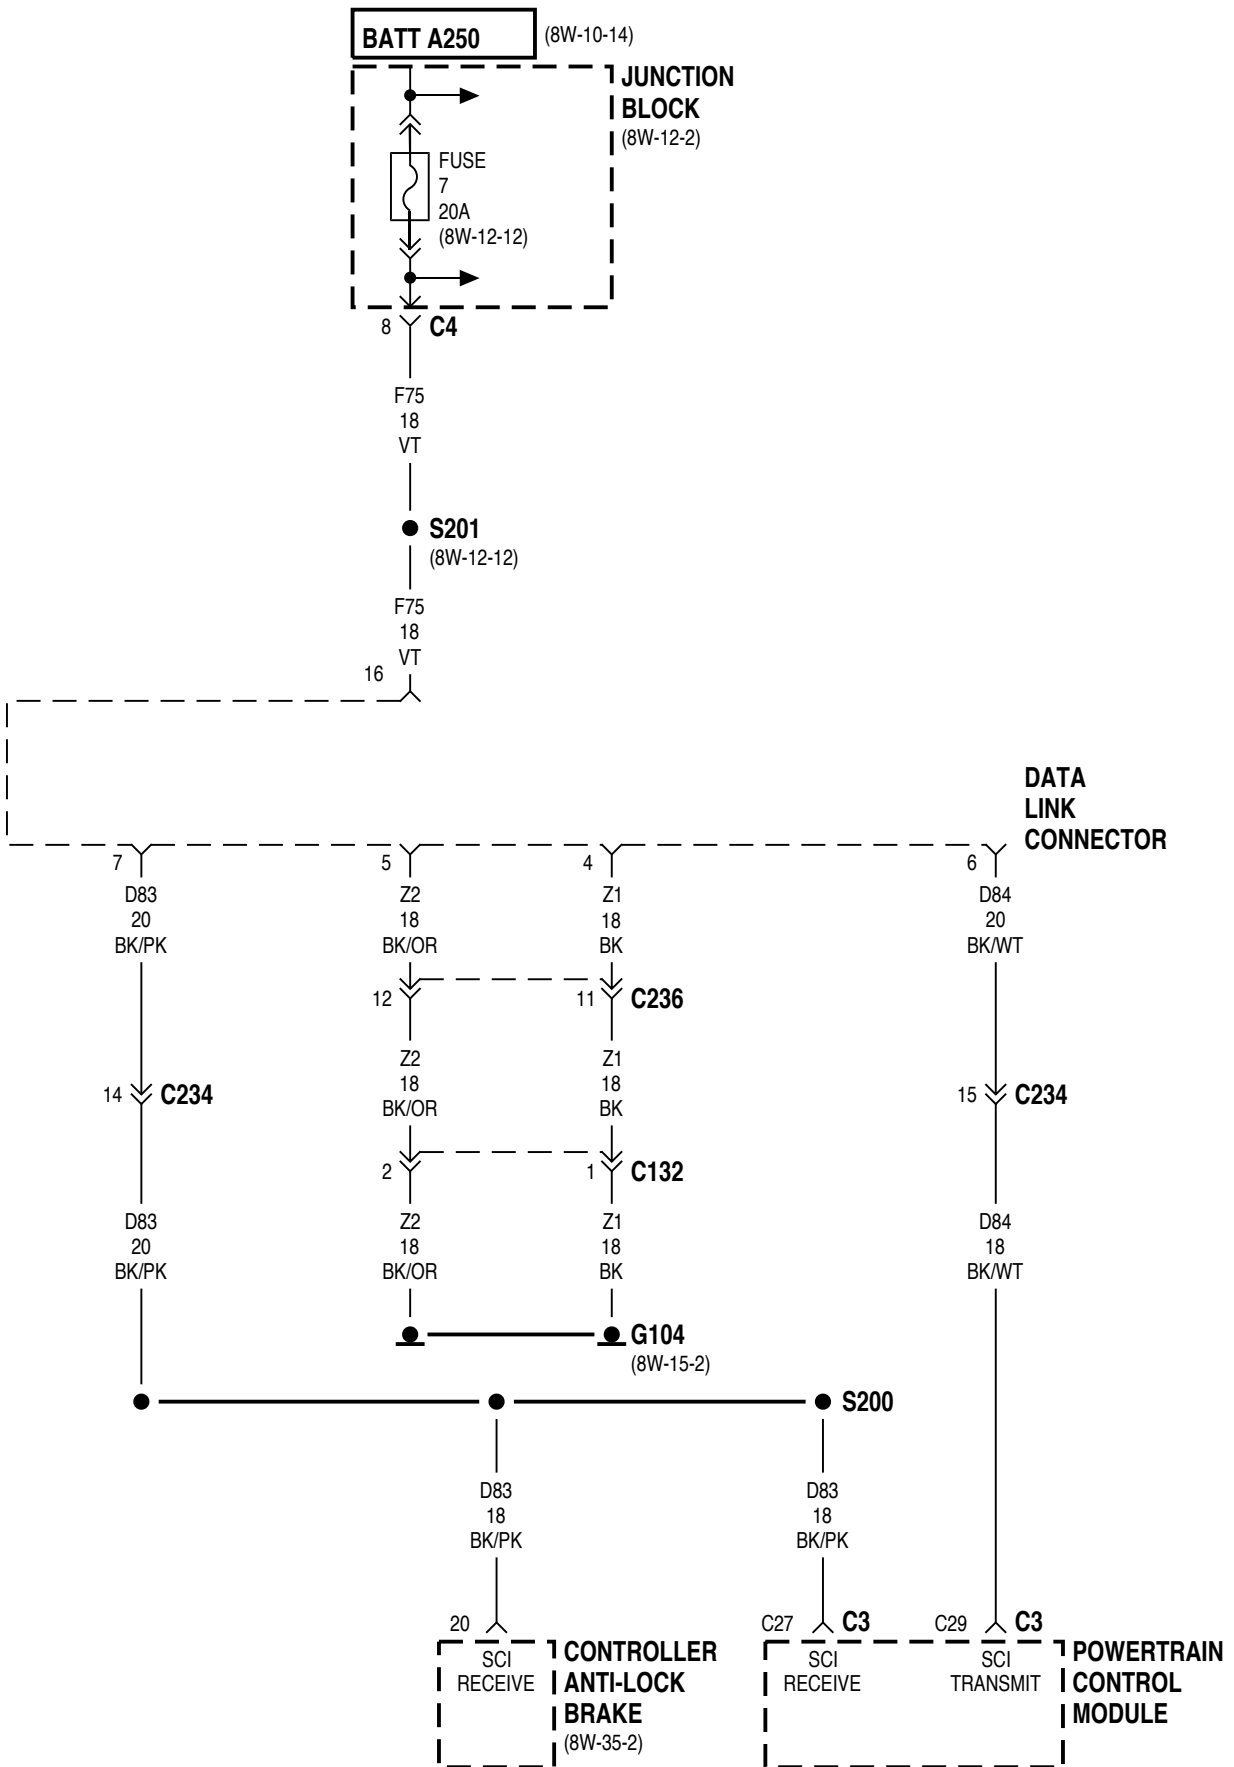 BATT A250 (8W-10-14)
JUNCTION
BLOCK
(8W-12-2)
FUSE
7
20A
(8W-12-12)
8 C4
F75
18
VT
S201
(8W-12-12)
F75
18
VT
16
DATA
LINK
CONNECTOR
7 5 4 6
D83 Z2 Z1 D84
20 18 18 20
BK/PK BK/OR BK BK/WT
12 11 C236
Z2 Z1
18 18
BK/OR BK
14 C234 15 C234
2 1 C132
D83 Z2 Z1 D84
20 18 18 18
BK/PK BK/OR BK BK/WT
G104
(8W-15-2)
S200
D83 D83
18 18
BK/PK BK/PK
20 C27 C3 C29 C3
SCI
RECEIVE
CONTROLLER
ANTI-LOCK
BRAKE
(8W-35-2)
SCI
RECEIVE
SCI
TRANSMIT
POWERTRAIN
CONTROL
MODULE